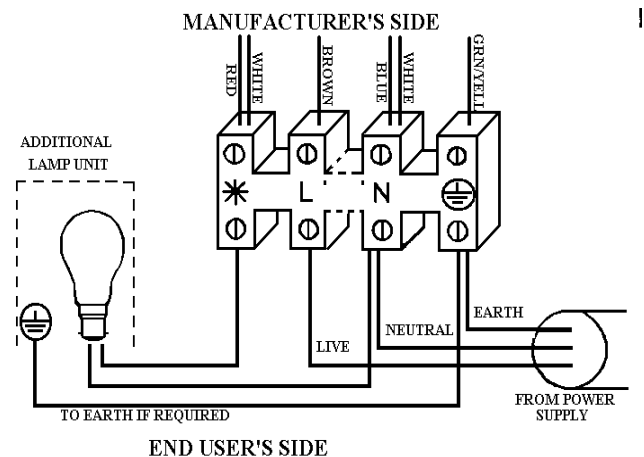 MANUFACTURER'S SIDE
RED
WHITE
BROWN
BLUE
WHITE
GRN/YELL
ADDITIONAL
LAMP UNIT
L
N
EARTH
NEUTRAL
LIVE
FROM POWER
SUPPLY
TO EARTH IF REQUIRED
END USER'S SIDE